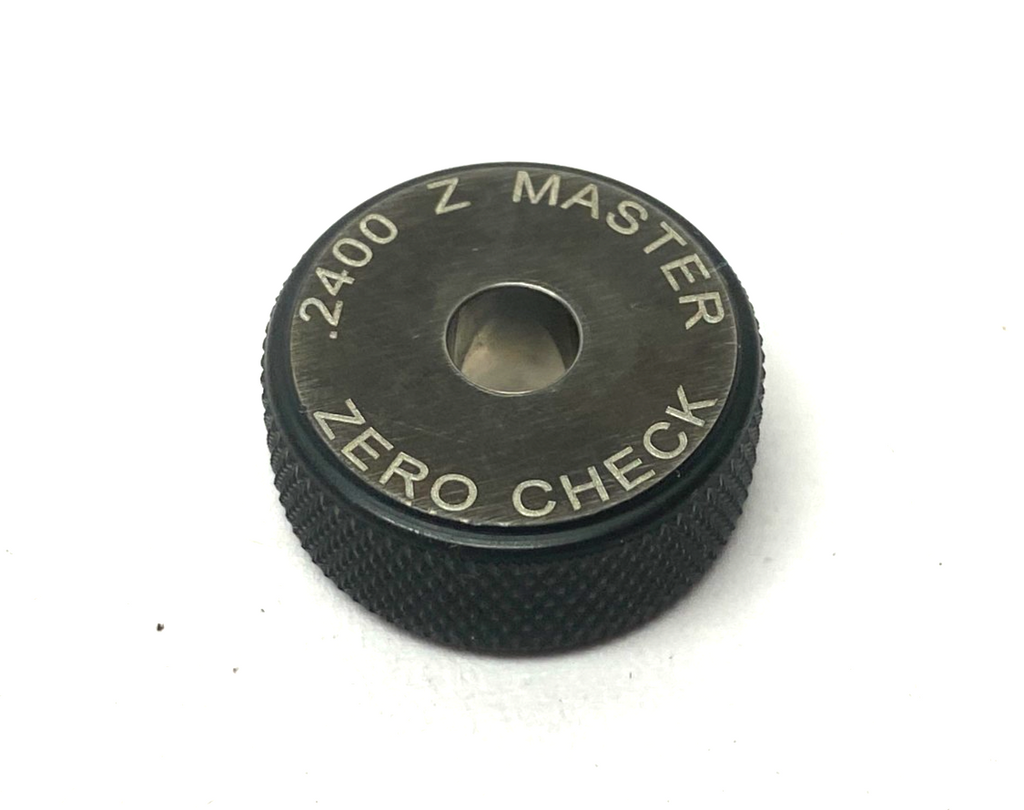 .2400 Z MASTER
ZERO CHECK